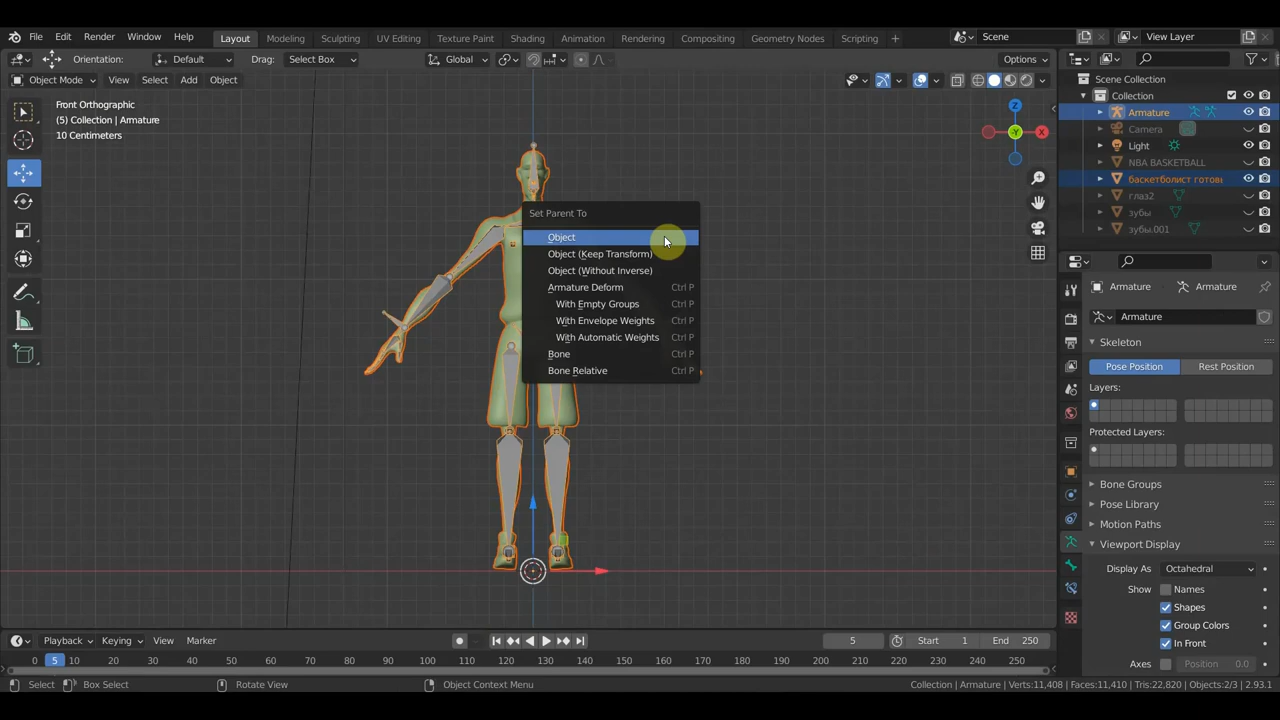 File Edit Render Window Help Layout Modeling Sculpting UV Editing Texture Paint Shading Animation Rendering Compositing Geometry Nodes Scripting Scene View Layer
Orientation: Default Drag: Select Box Global Options
Object Mode View Select Add Object
Front Orthographic
(5) Collection | Armature
10 Centimeters
X
-Y
Z
Set Parent To
Object
Object (Keep Transform)
Object (Without Inverse)
Armature Deform Ctrl P
With Empty Groups Ctrl P
With Envelope Weights Ctrl P
With Automatic Weights Ctrl P
Bone Ctrl P
Bone Relative Ctrl P
Scene Collection
Collection
Armature
Camera
Light
NBA BASKETBALL
баскетболист готовь
глаз2
зубы
зубы.001
Armature Armature
Armature
Skeleton
Pose Position Rest Position
Layers:
Protected Layers:
Bone Groups
Pose Library
Motion Paths
Viewport Display
Display As Octahedral
Show Names
Shapes
Group Colors
In Front
Axes Position 0.0
Playback Keying View Marker 5 Start 1 End 250
0 5 10 20 30 40 50 60 70 80 90 100 110 120 130 140 150 160 170 180 190 200 210 220 230 240 250
Select Box Select Rotate View Object Context Menu Collection | Armature | Verts:11,408 | Faces:11,410 | Tris:22,820 | Objects:2/3 | 2.93.1